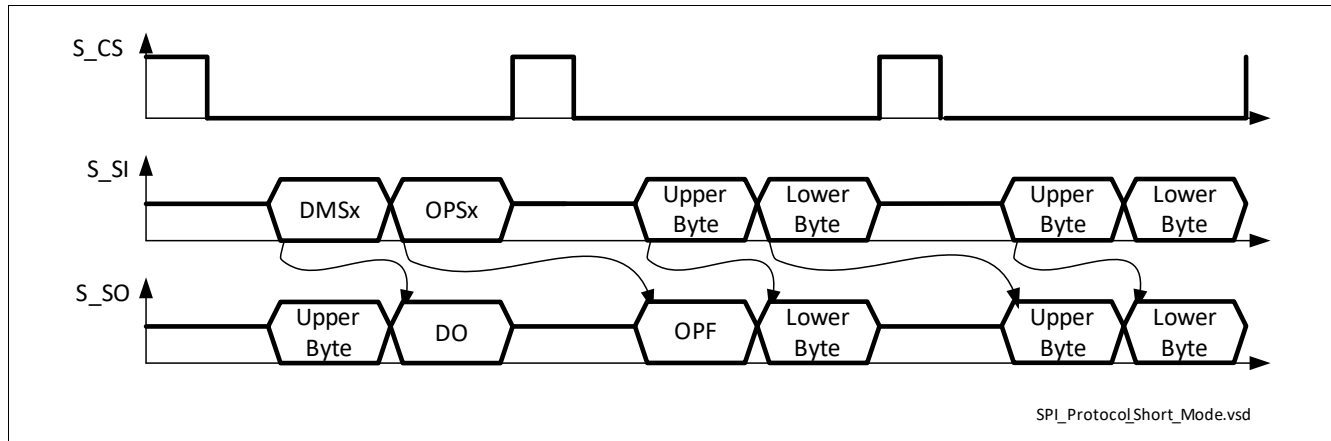 S_CS
S_SI
DMSx
OPSx
Upper
Byte
Lower
Byte
Upper
Byte
Lower
Byte
S_SO
Upper
Byte
DO
OPF
Lower
Byte
Upper
Byte
Lower
Byte
SPI_Protocol_Short_Mode.vsd